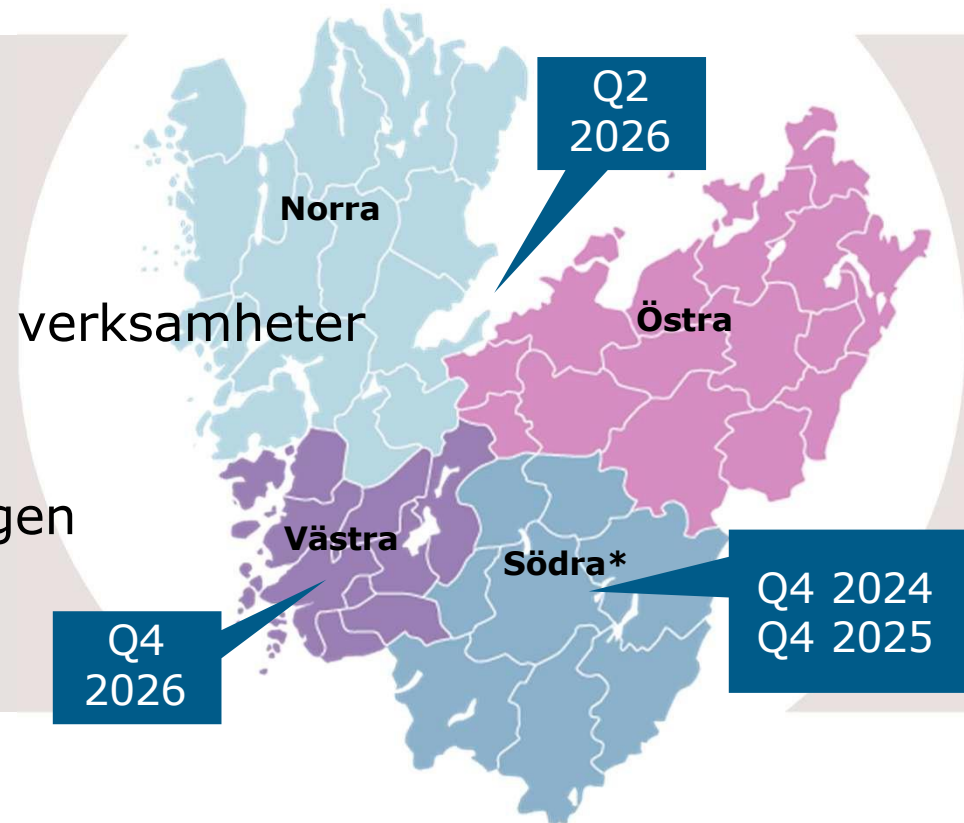 Q2
2026
Norra
verksamheter
Östra
gen
Västra
Södra*
Q4 2024
Q4 2025
Q4
2026